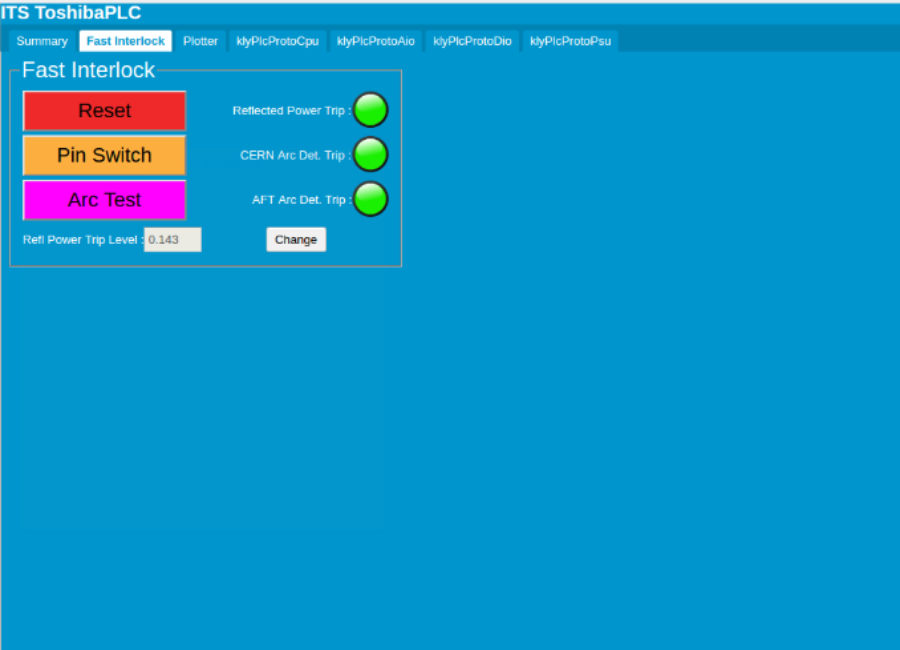 ITS ToshibaPLC
Summary Fast Interlock Plotter klyPlcProtoCpu klyPlcProtoAio klyPlcProtoDio klyPlcProtoPsu
Fast Interlock
Reset Reflected Power Trip :
Pin Switch CERN Arc Det. Trip :
Arc Test AFT Arc Det. Trip :
Refl Power Trip Level : 0.143 Change